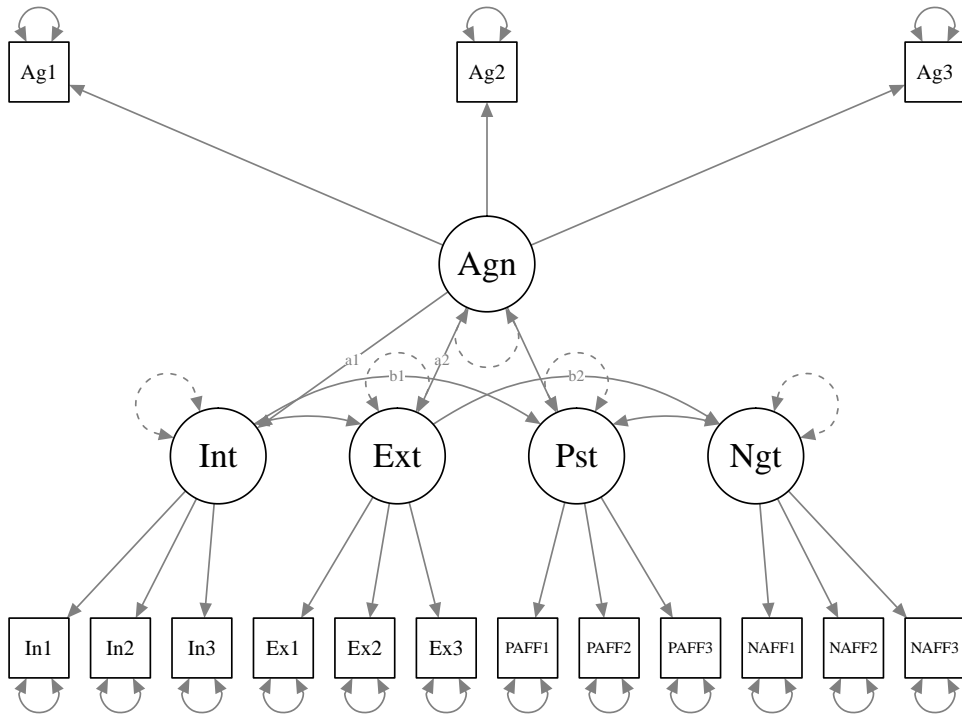 Ag1 Ag2 Ag3
Agn
a1 a2
b1 b2
Int Ext Pst Ngt
In1 In2 In3 Ex1 Ex2 Ex3 PAFF1 PAFF2 PAFF3 NAFF1 NAFF2 NAFF3